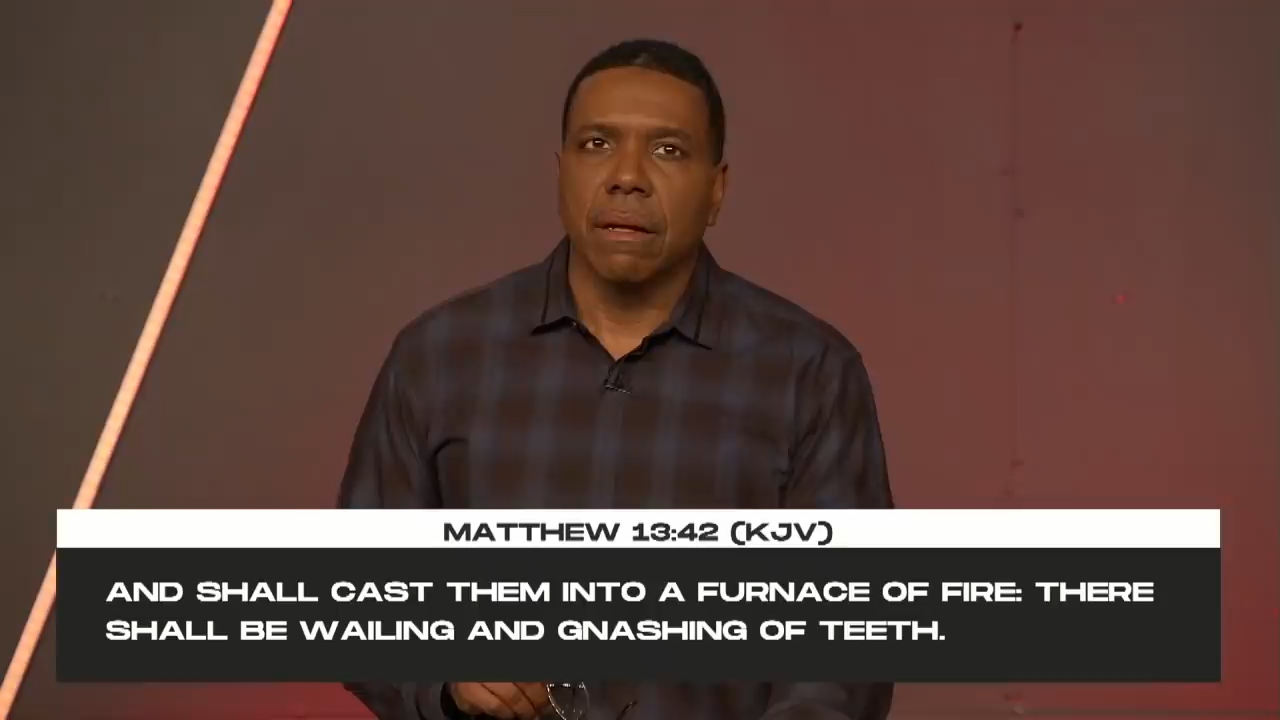 MATTHEW 13:42 (KJV)
AND SHALL CAST THEM INTO A FURNACE OF FIRE: THERE
SHALL BE WAILING AND GNASHING OF TEETH.